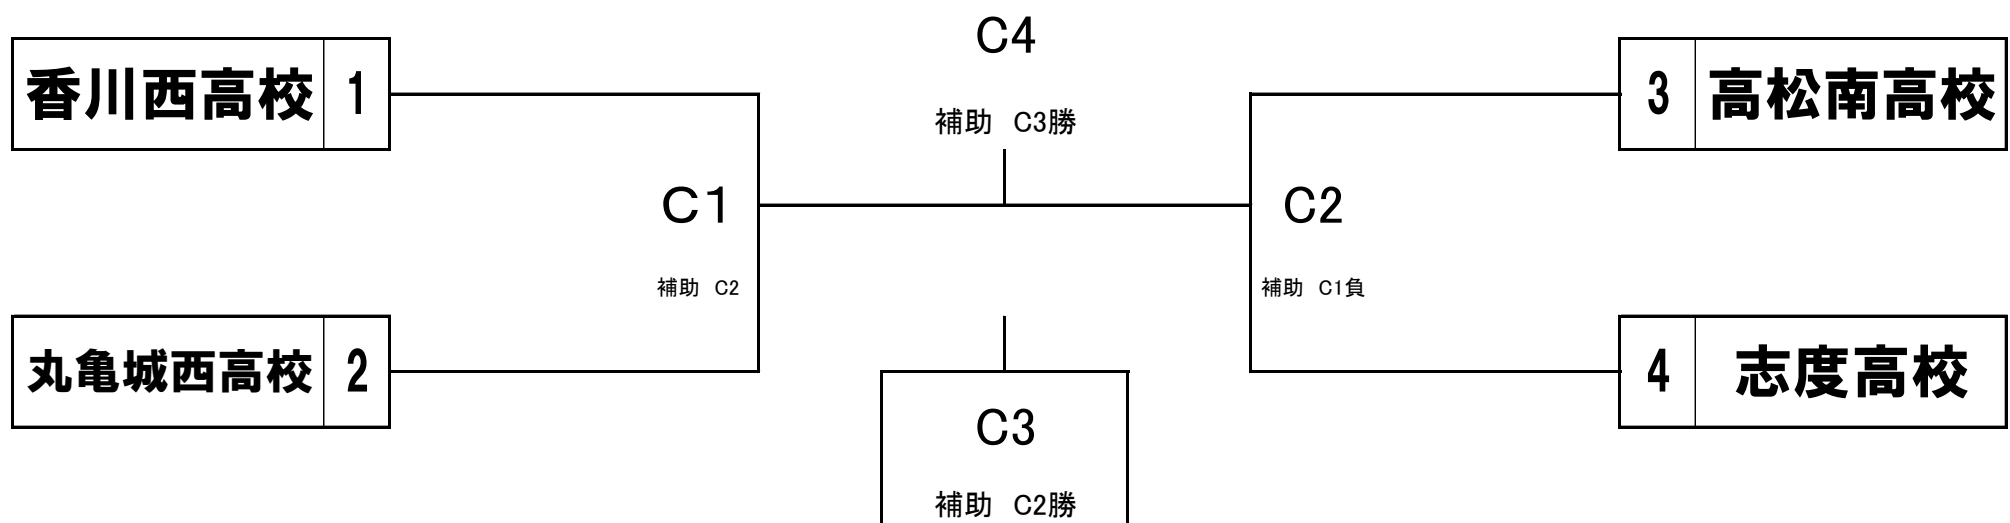 C4
香川西高校 1
3 高松南高校
補助 C3勝
C1
C2
補助 C2
補助 C1負
丸亀城西高校 2
4 志度高校
C3
補助 C2勝